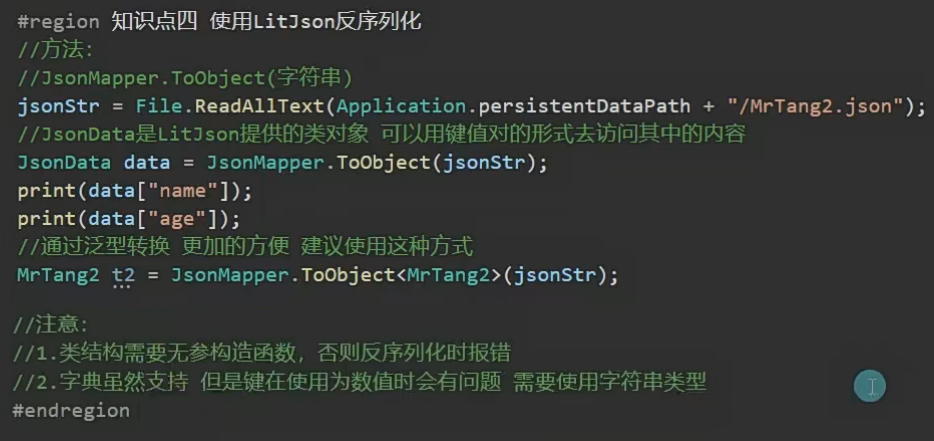 #region 知识点四 使用LitJson反序列化
//方法:
//JsonMapper.ToObject(字符串)
jsonStr = File.ReadAllText(Application.persistentDataPath + "/MrTang2.json");
//JsonData是LitJson提供的类对象 可以用键值对的形式去访问其中的内容
JsonData data = JsonMapper.ToObject(jsonStr);
print(data["name"]);
print(data["age"]);
//通过泛型转换 更加的方便 建议使用这种方式
MrTang2 t2 = JsonMapper.ToObject<MrTang2>(jsonStr);
//注意:
//1.类结构需要无参构造函数，否则反序列化时报错
//2.字典虽然支持 但是键在使用为数值时会有问题 需要使用字符串类型
#endregion